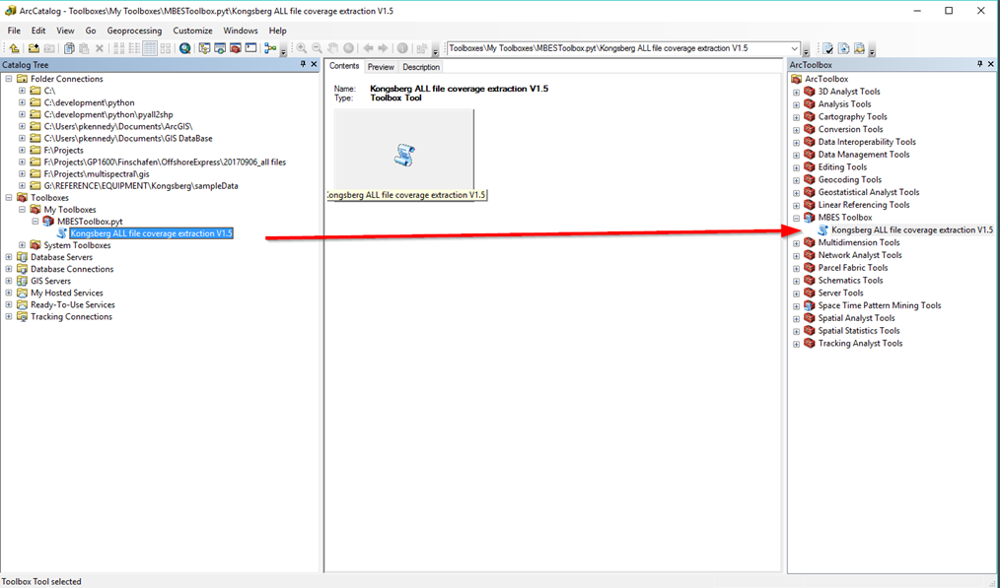 ArcCatalog - Toolboxes\My Toolboxes\MBESToolbox.pyt\Kongsberg ALL file coverage extraction V1.5
File Edit View Go Geoprocessing Customize Windows Help
Toolboxes\My Toolboxes\MBESToolbox.pyt\Kongsberg ALL file coverage extraction V1.5
Catalog Tree
Folder Connections
C:\
C:\development\python
C:\development\python\pyall2shp
C:\Users\pkennedy\Documents\ArcGIS\
C:\Users\pkennedy\Documents\GIS DataBase
F:\Projects
F:\Projects\GP1600\Finschafen\OffshoreExpress\20170906_all files
F:\Projects\multispectral\gis
G:\REFERENCE\EQUIPMENT\Kongsberg\sampleData
Toolboxes
My Toolboxes
MBESToolbox.pyt
Kongsberg ALL file coverage extraction V1.5
System Toolboxes
Database Servers
Database Connections
GIS Servers
My Hosted Services
Ready-To-Use Services
Tracking Connections
Contents Preview Description
Name: Kongsberg ALL file coverage extraction V1.5
Type: Toolbox Tool
Kongsberg ALL file coverage extraction V1.5
ArcToolbox
ArcToolbox
3D Analyst Tools
Analysis Tools
Cartography Tools
Conversion Tools
Data Interoperability Tools
Data Management Tools
Editing Tools
Geocoding Tools
Geostatistical Analyst Tools
Linear Referencing Tools
MBES Toolbox
Kongsberg ALL file coverage extraction V1.5
Multidimension Tools
Network Analyst Tools
Parcel Fabric Tools
Schematics Tools
Server Tools
Space Time Pattern Mining Tools
Spatial Analyst Tools
Spatial Statistics Tools
Tracking Analyst Tools
Toolbox Tool selected